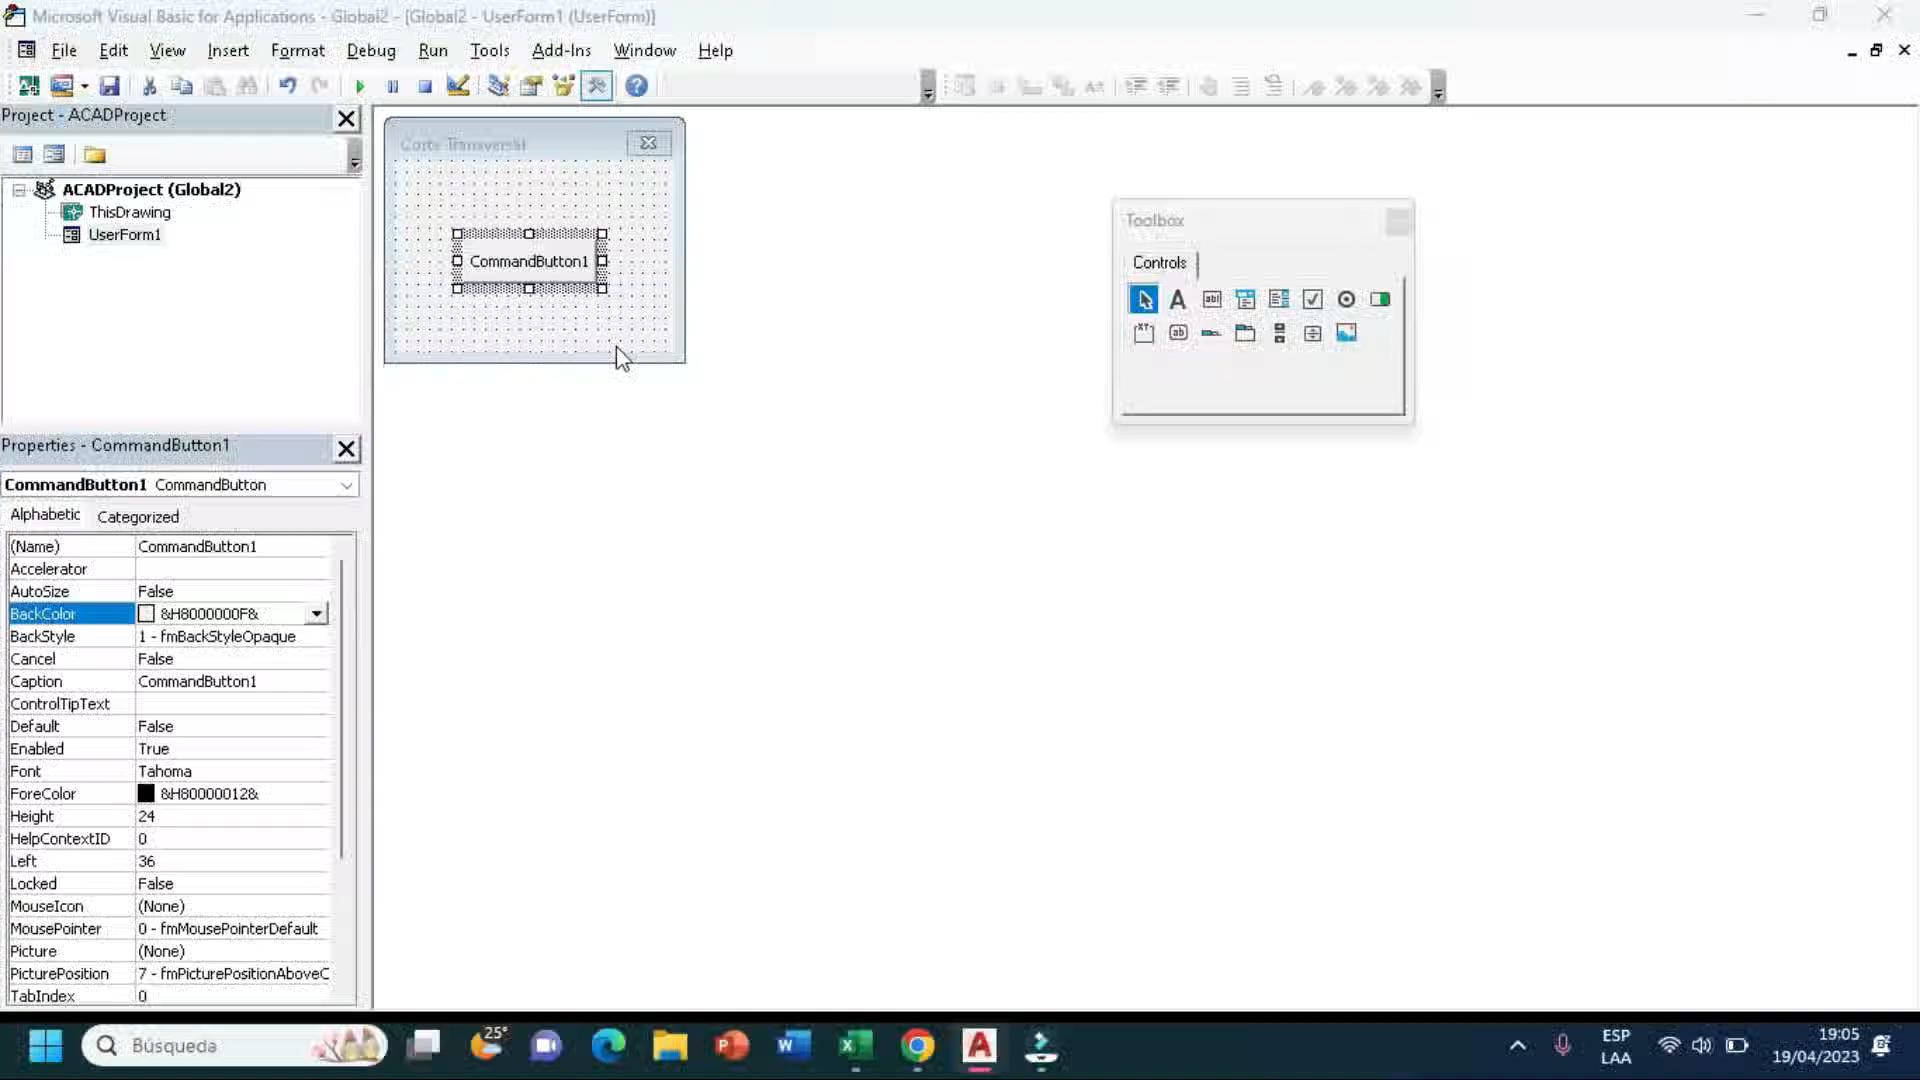 Microsoft Visual Basic for Applications - Global2 - [Global2 - UserForm1 (UserForm)]
File Edit View Insert Format Debug Run Tools Add-Ins Window Help
Project - ACADProject
ACADProject (Global2)
ThisDrawing
UserForm1
Corte Transversal
CommandButton1
Toolbox
Controls
Properties - CommandButton1
CommandButton1 CommandButton
Alphabetic Categorized
(Name) CommandButton1
Accelerator
AutoSize False
BackColor &H8000000F&
BackStyle 1 - fmBackStyleOpaque
Cancel False
Caption CommandButton1
ControlTipText
Default False
Enabled True
Font Tahoma
ForeColor &H80000012&
Height 24
HelpContextID 0
Left 36
Locked False
MouseIcon (None)
MousePointer 0 - fmMousePointerDefault
Picture (None)
PicturePosition 7 - fmPicturePositionAboveC
TabIndex 0
Búsqueda
25°
ESP
LAA
19:05
19/04/2023